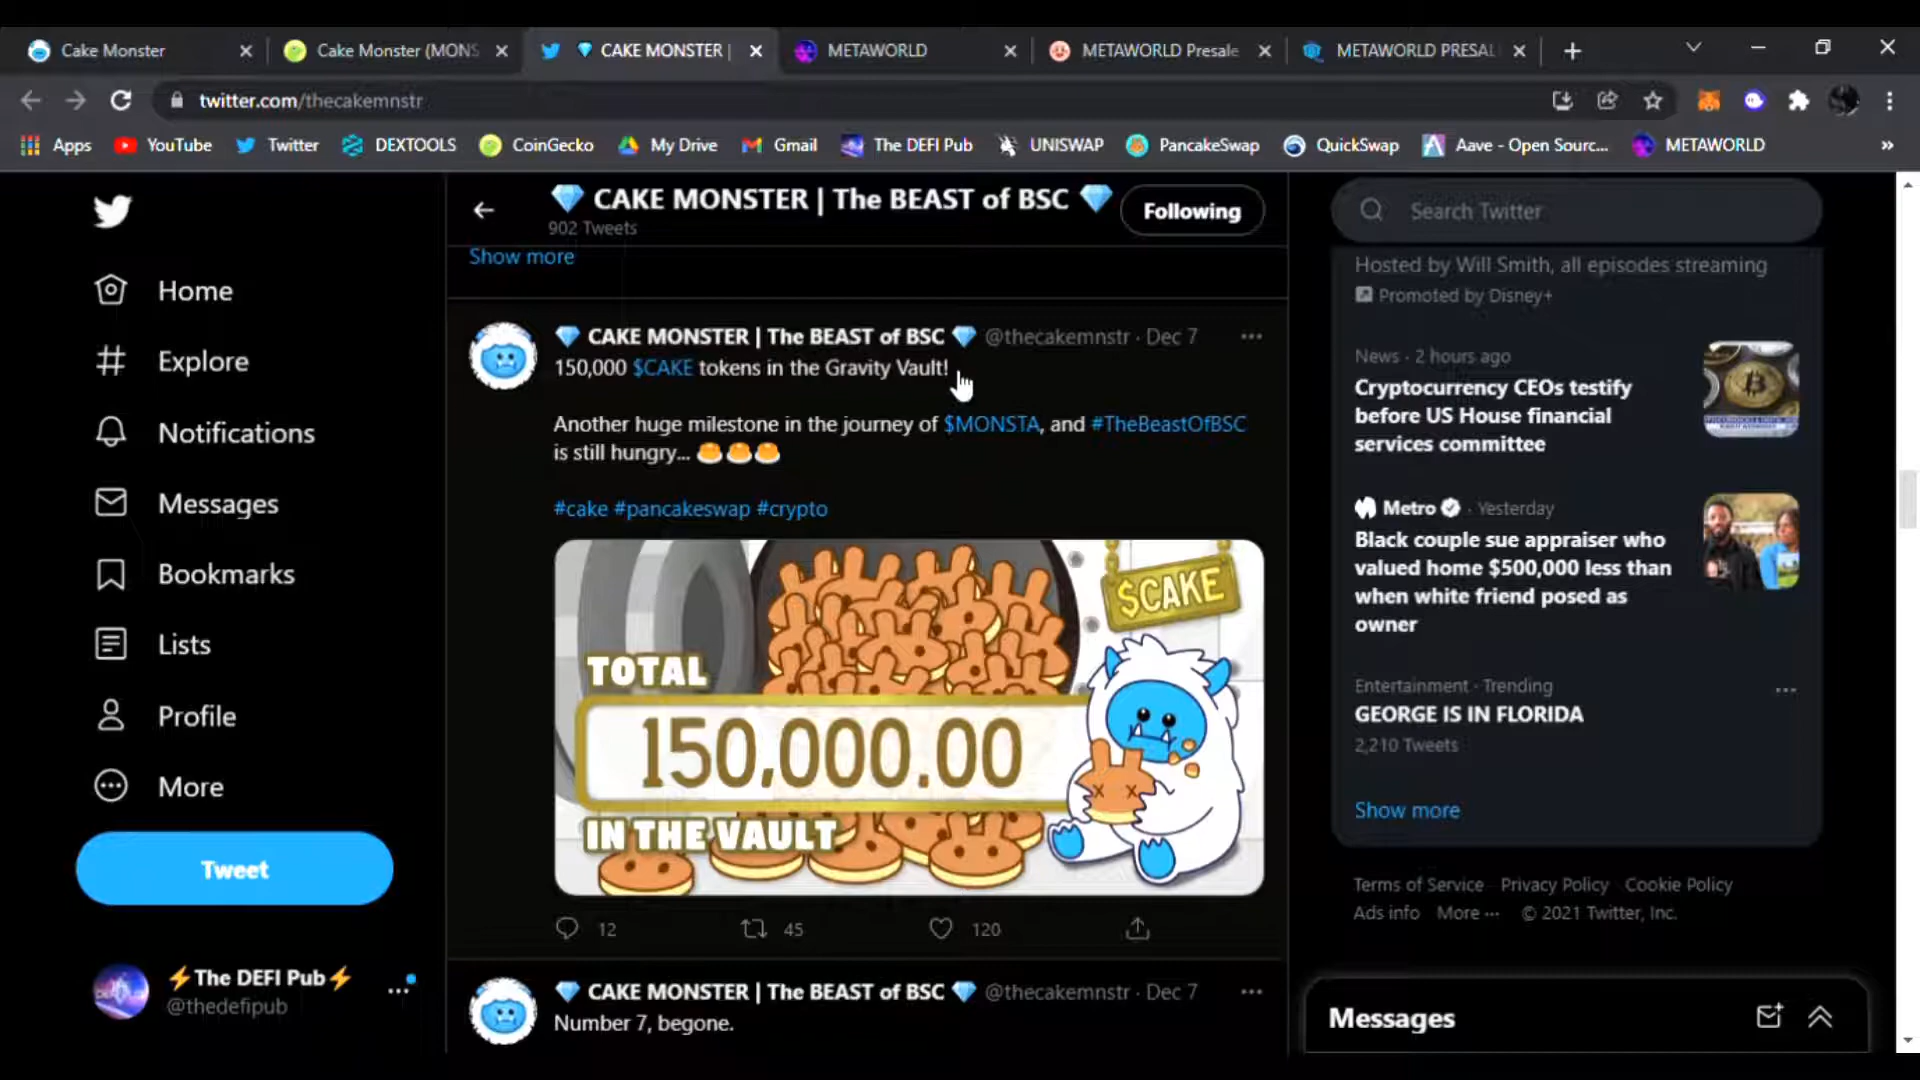 Cake Monster
Cake Monster (MONS
CAKE MONSTER |
METAWORLD
METAWORLD Presale
METAWORLD PRESAL
twitter.com/thecakemnstr
Apps
YouTube
Twitter
DEXTOOLS
CoinGecko
My Drive
Gmail
The DEFI Pub
UNISWAP
PancakeSwap
QuickSwap
Aave - Open Sourc...
METAWORLD
»
Home
Explore
Notifications
Messages
Bookmarks
Lists
Profile
More
Tweet
⚡The DEFI Pub⚡
@thedefipub
💎 CAKE MONSTER | The BEAST of BSC 💎
902 Tweets
Following
Show more
💎 CAKE MONSTER | The BEAST of BSC 💎 @thecakemnstr · Dec 7
150,000 $CAKE tokens in the Gravity Vault!
Another huge milestone in the journey of $MONSTA, and #TheBeastOfBSC
is still hungry... 🍮🍮🍮
#cake #pancakeswap #crypto
$CAKE
TOTAL
150,000.00
IN THE VAULT
12
45
120
💎 CAKE MONSTER | The BEAST of BSC 💎 @thecakemnstr · Dec 7
Number 7, begone.
Search Twitter
Hosted by Will Smith, all episodes streaming
Promoted by Disney+
News · 2 hours ago
Cryptocurrency CEOs testify
before US House financial
services committee
Metro · Yesterday
Black couple sue appraiser who
valued home $500,000 less than
when white friend posed as
owner
Entertainment · Trending
GEORGE IS IN FLORIDA
2,210 Tweets
Show more
Terms of Service Privacy Policy Cookie Policy
Ads info More ··· © 2021 Twitter, Inc.
Messages